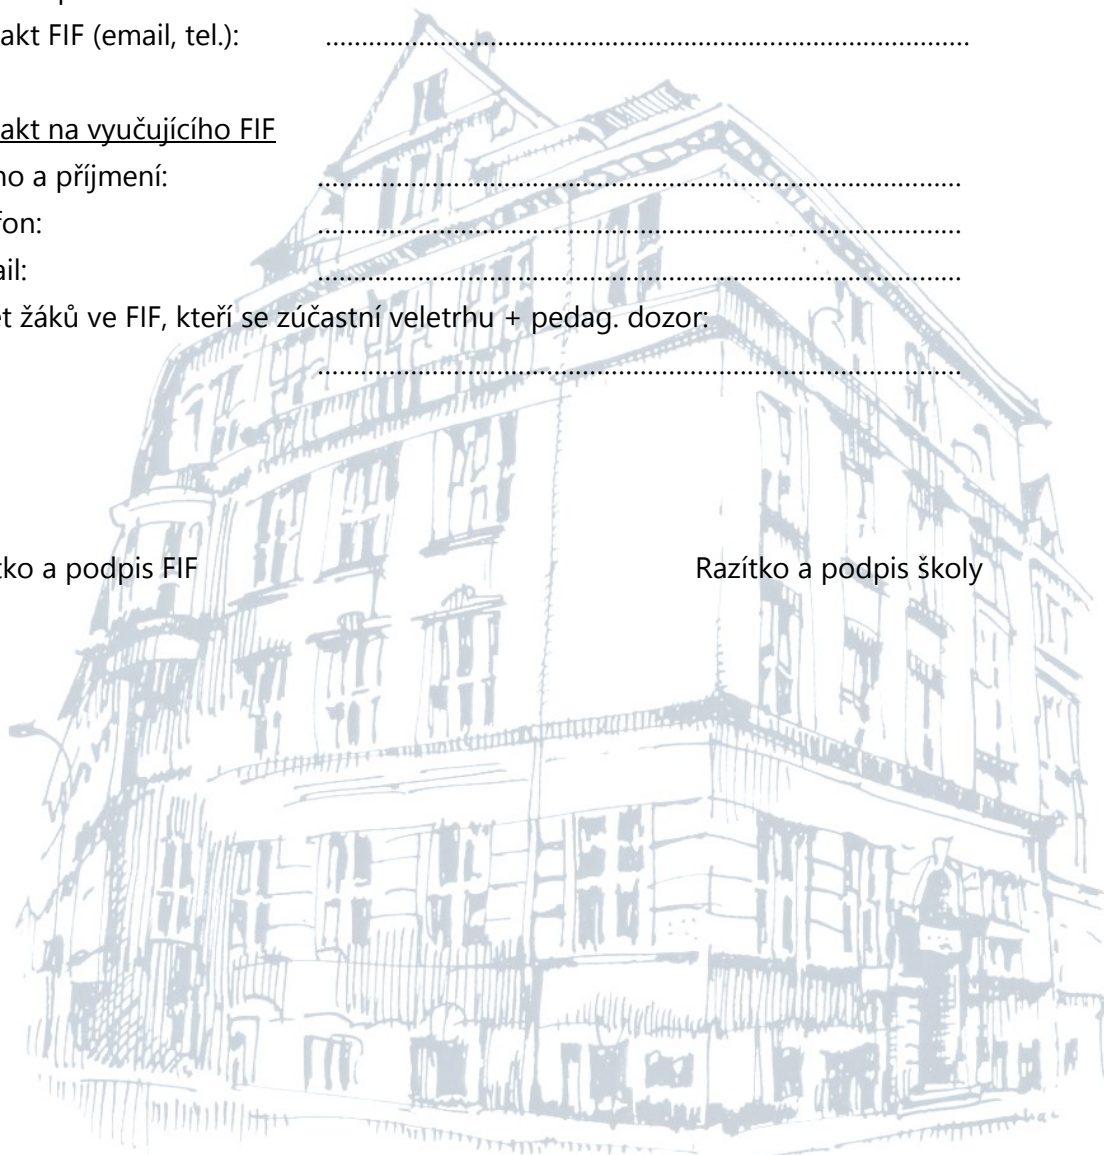 akt FIF (email, tel.): ........................................................................................
akt na vyučujícího FIF
no a příjmení: ........................................................................................
fon: ........................................................................................
ail: ........................................................................................
et žáků ve FIF, kteří se zúčastní veletrhu + pedag. dozor:
........................................................................................
tko a podpis FIF Razítko a podpis školy